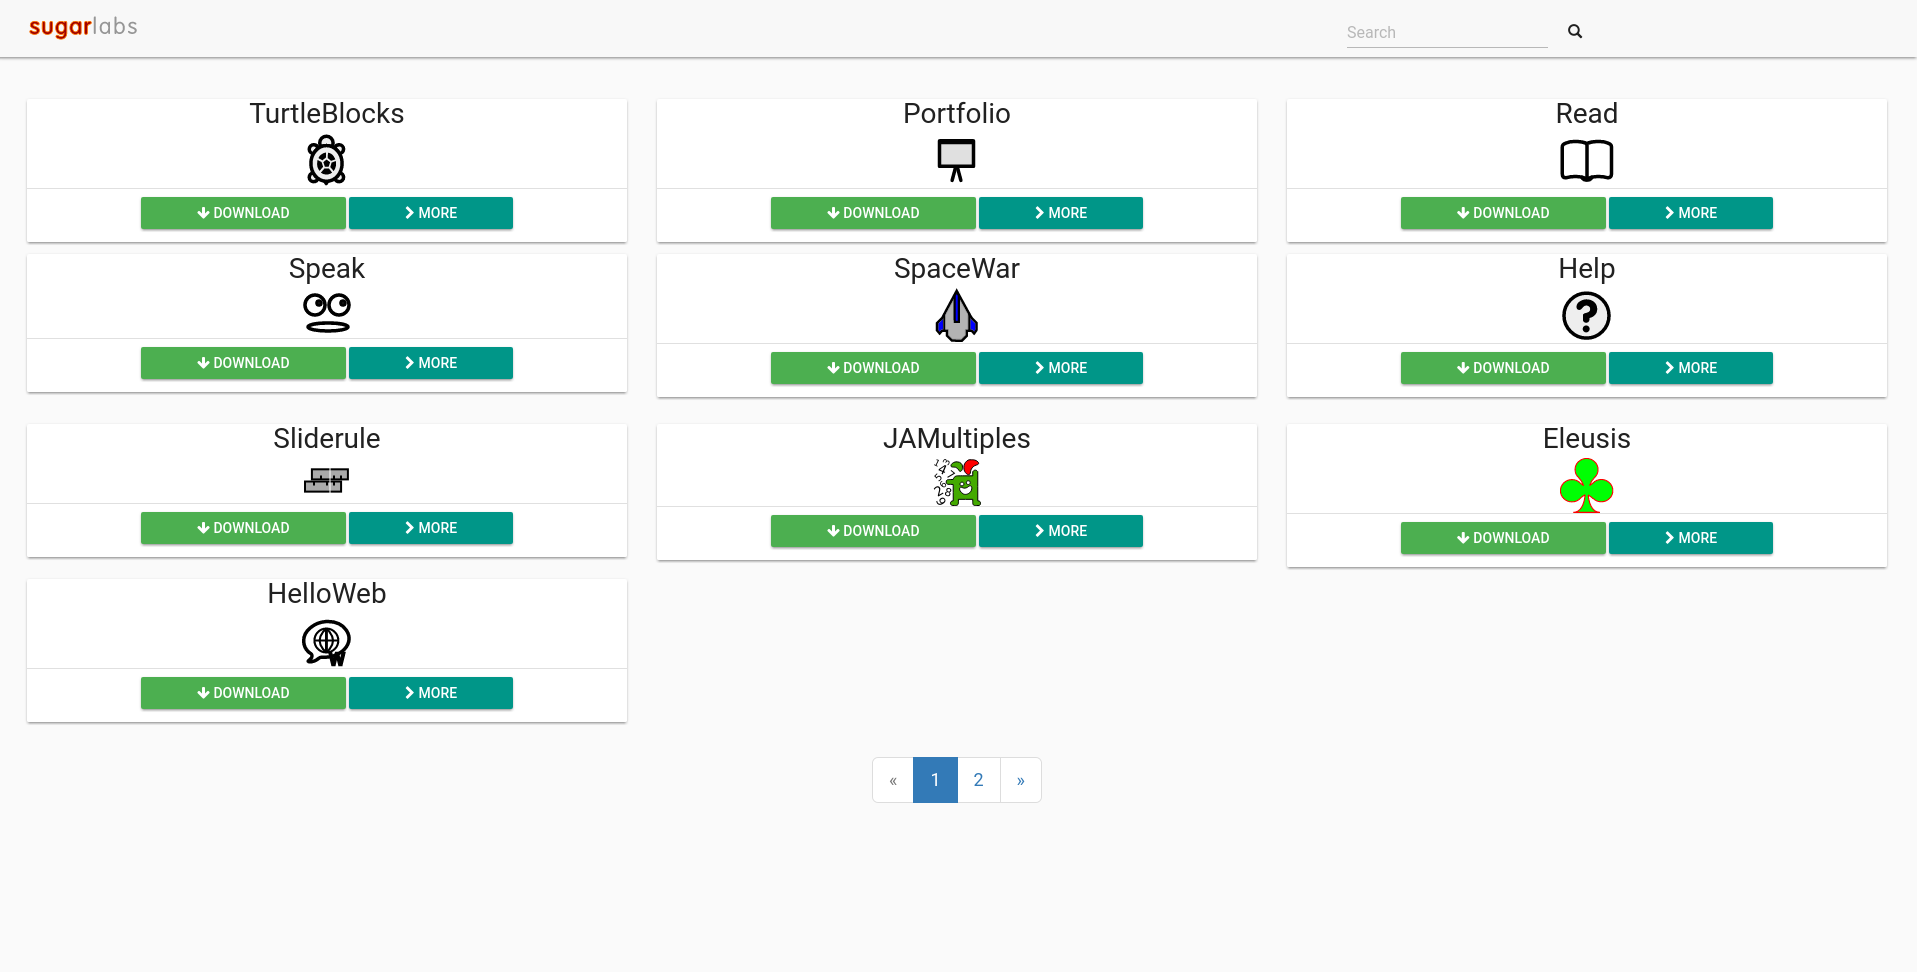 sugarlabs
Search
TurtleBlocks
DOWNLOAD
MORE
Portfolio
DOWNLOAD
MORE
Read
DOWNLOAD
MORE
Speak
DOWNLOAD
MORE
SpaceWar
DOWNLOAD
MORE
Help
?
DOWNLOAD
MORE
Sliderule
DOWNLOAD
MORE
JAMultiples
DOWNLOAD
MORE
Eleusis
DOWNLOAD
MORE
HelloWeb
W
DOWNLOAD
MORE
« 1 2 »